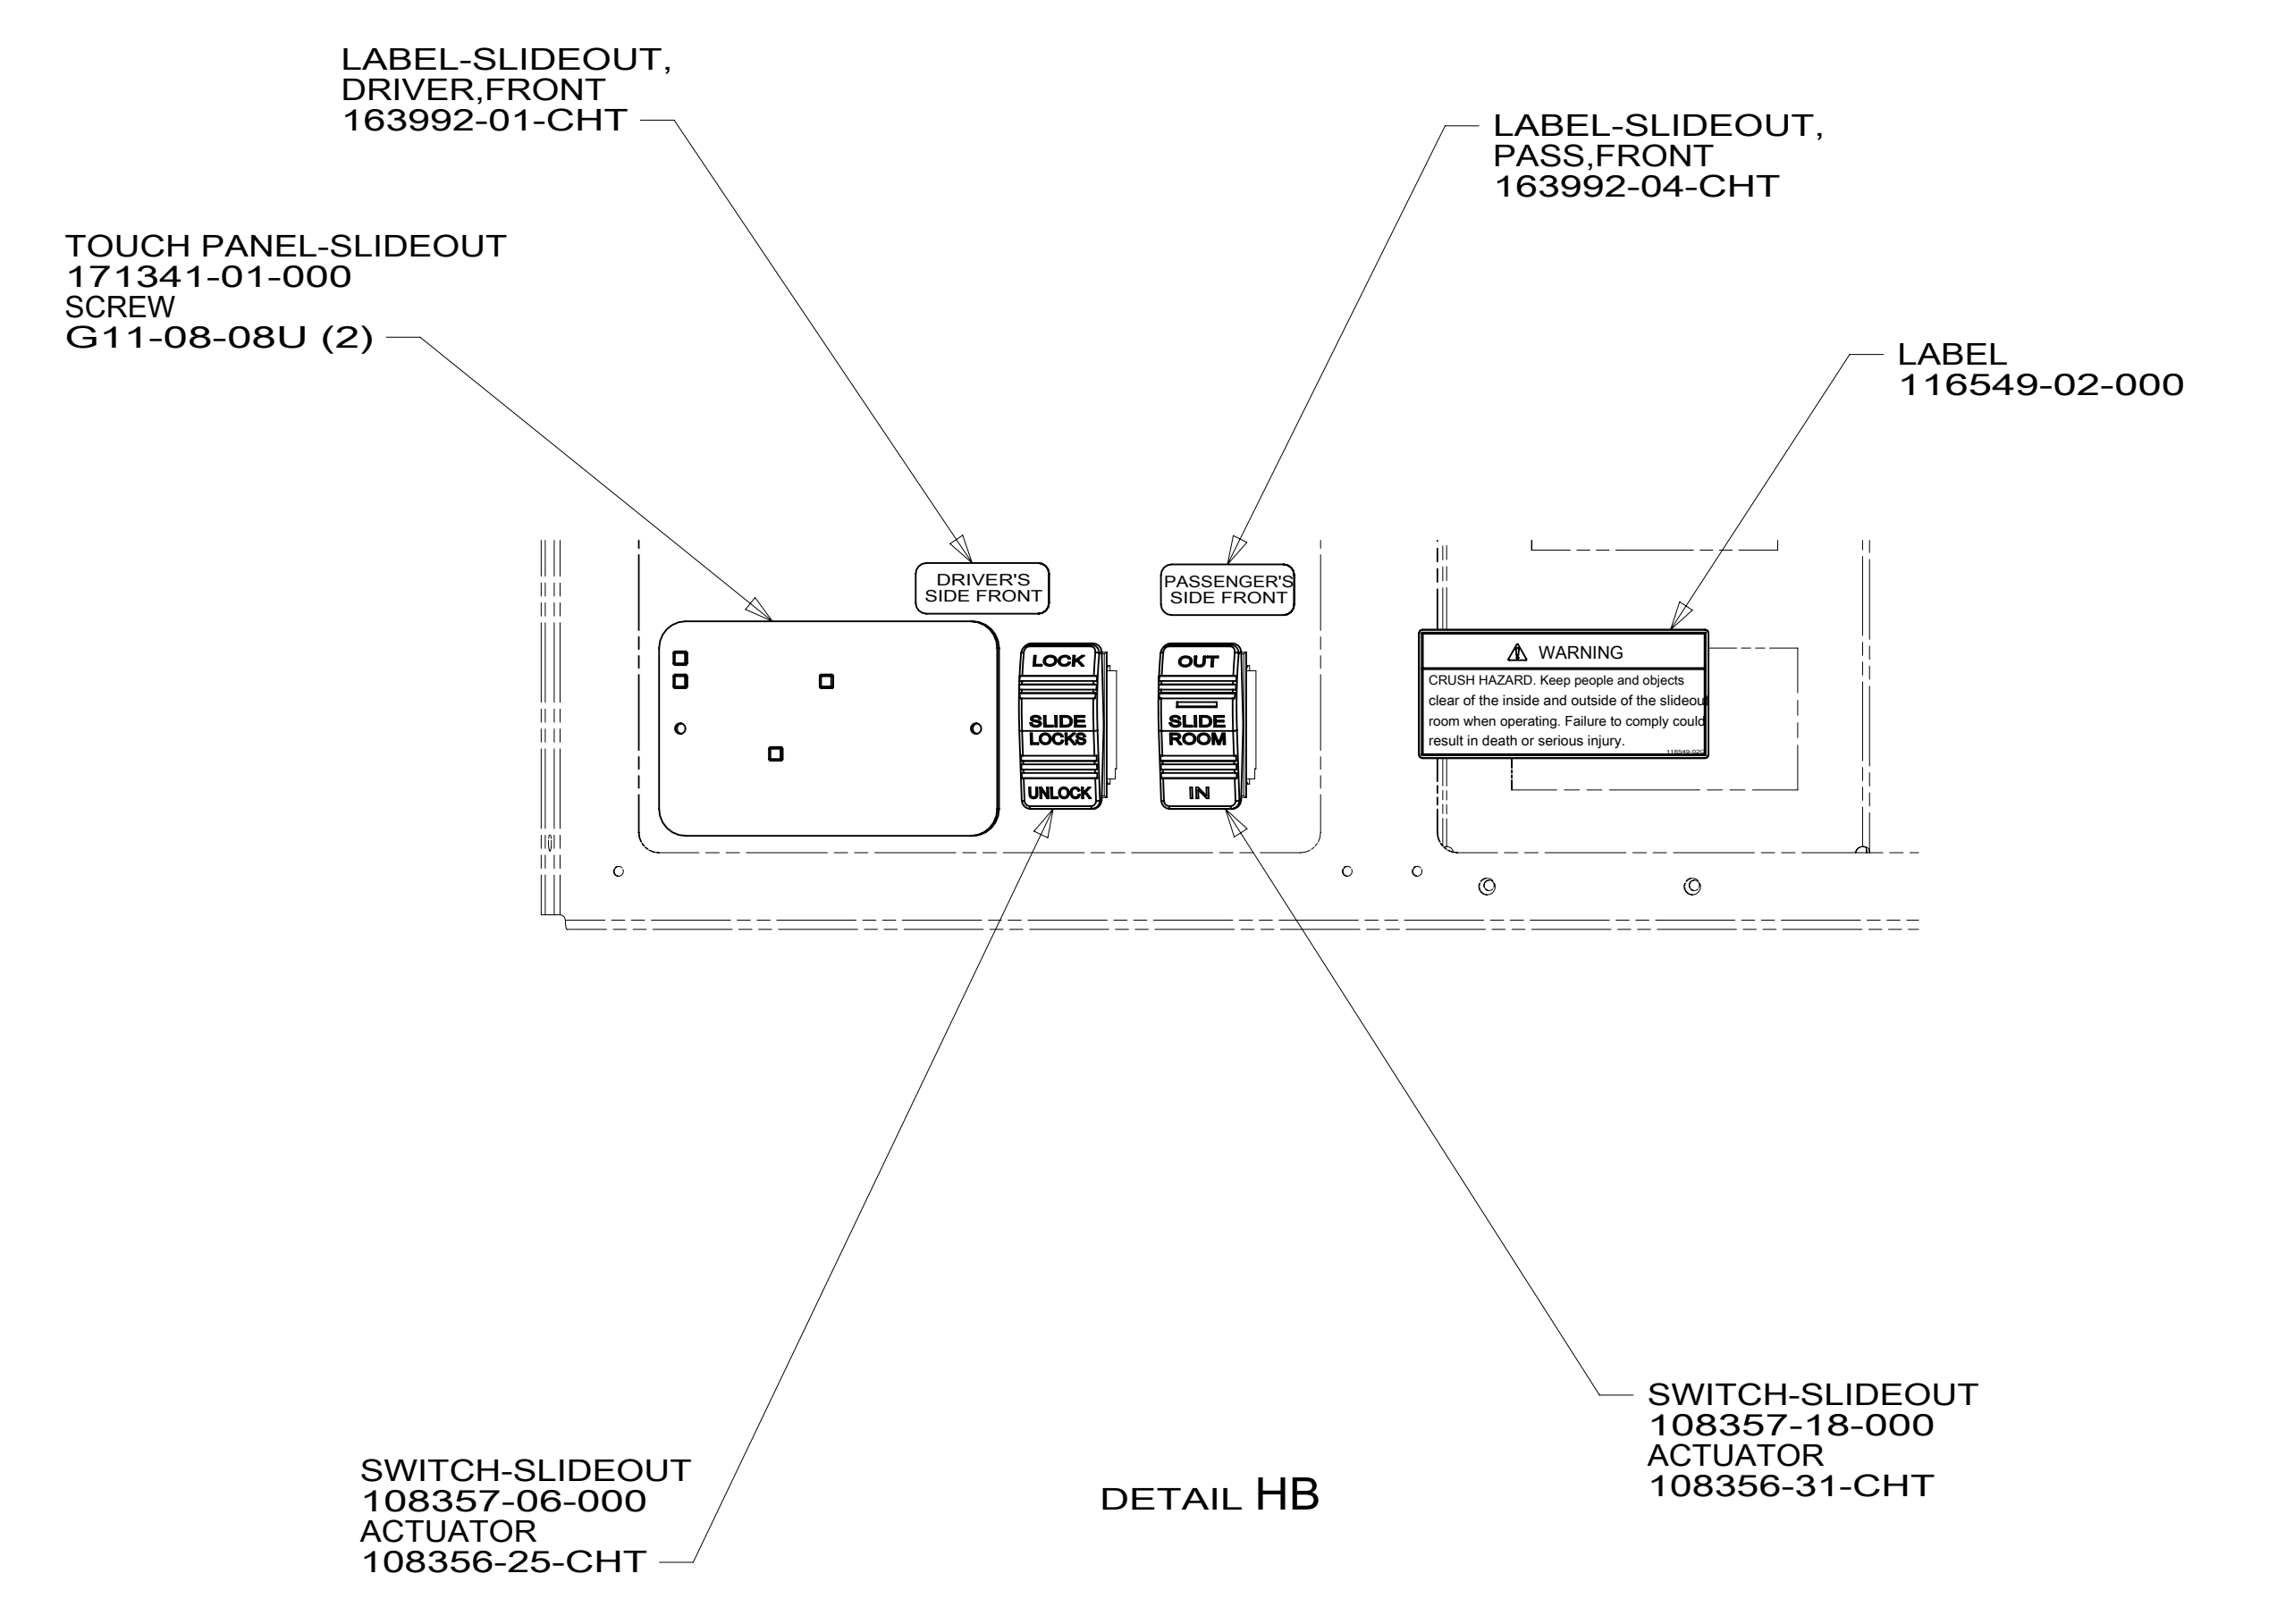 LABEL-SLIDEOUT,
DRIVER,FRONT
163992-01-CHT
LABEL-SLIDEOUT,
PASS,FRONT
163992-04-CHT
TOUCH PANEL-SLIDEOUT
171341-01-000
SCREW
G11-08-08U (2)
LABEL
116549-02-000
DRIVER'S
SIDE FRONT
PASSENGER'S
SIDE FRONT
LOCK
SLIDE
LOCKS
UNLOCK
OUT
SLIDE
ROOM
IN
⚠ WARNING
CRUSH HAZARD. Keep people and objects
clear of the inside and outside of the slideout
room when operating. Failure to comply could
result in death or serious injury.
SWITCH-SLIDEOUT
108357-18-000
ACTUATOR
108356-31-CHT
SWITCH-SLIDEOUT
108357-06-000
ACTUATOR
108356-25-CHT
DETAIL HB